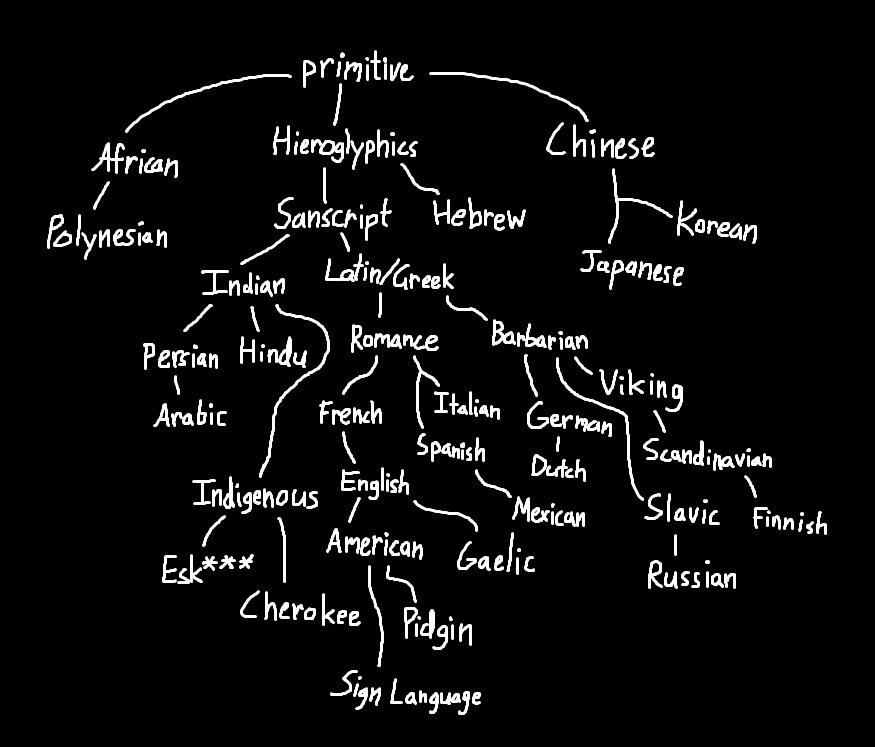 primitive
African
Hieroglyphics
Chinese
Polynesian
Sanscript
Hebrew
Korean
Japanese
Indian
Latin/Greek
Persian
Hindu
Romance
Barbarian
Arabic
French
Italian
German
Viking
Spanish
Dutch
Scandinavian
Indigenous
English
Mexican
Slavic
Finnish
Esk***
American
Gaelic
Russian
Cherokee
Pidgin
Sign Language